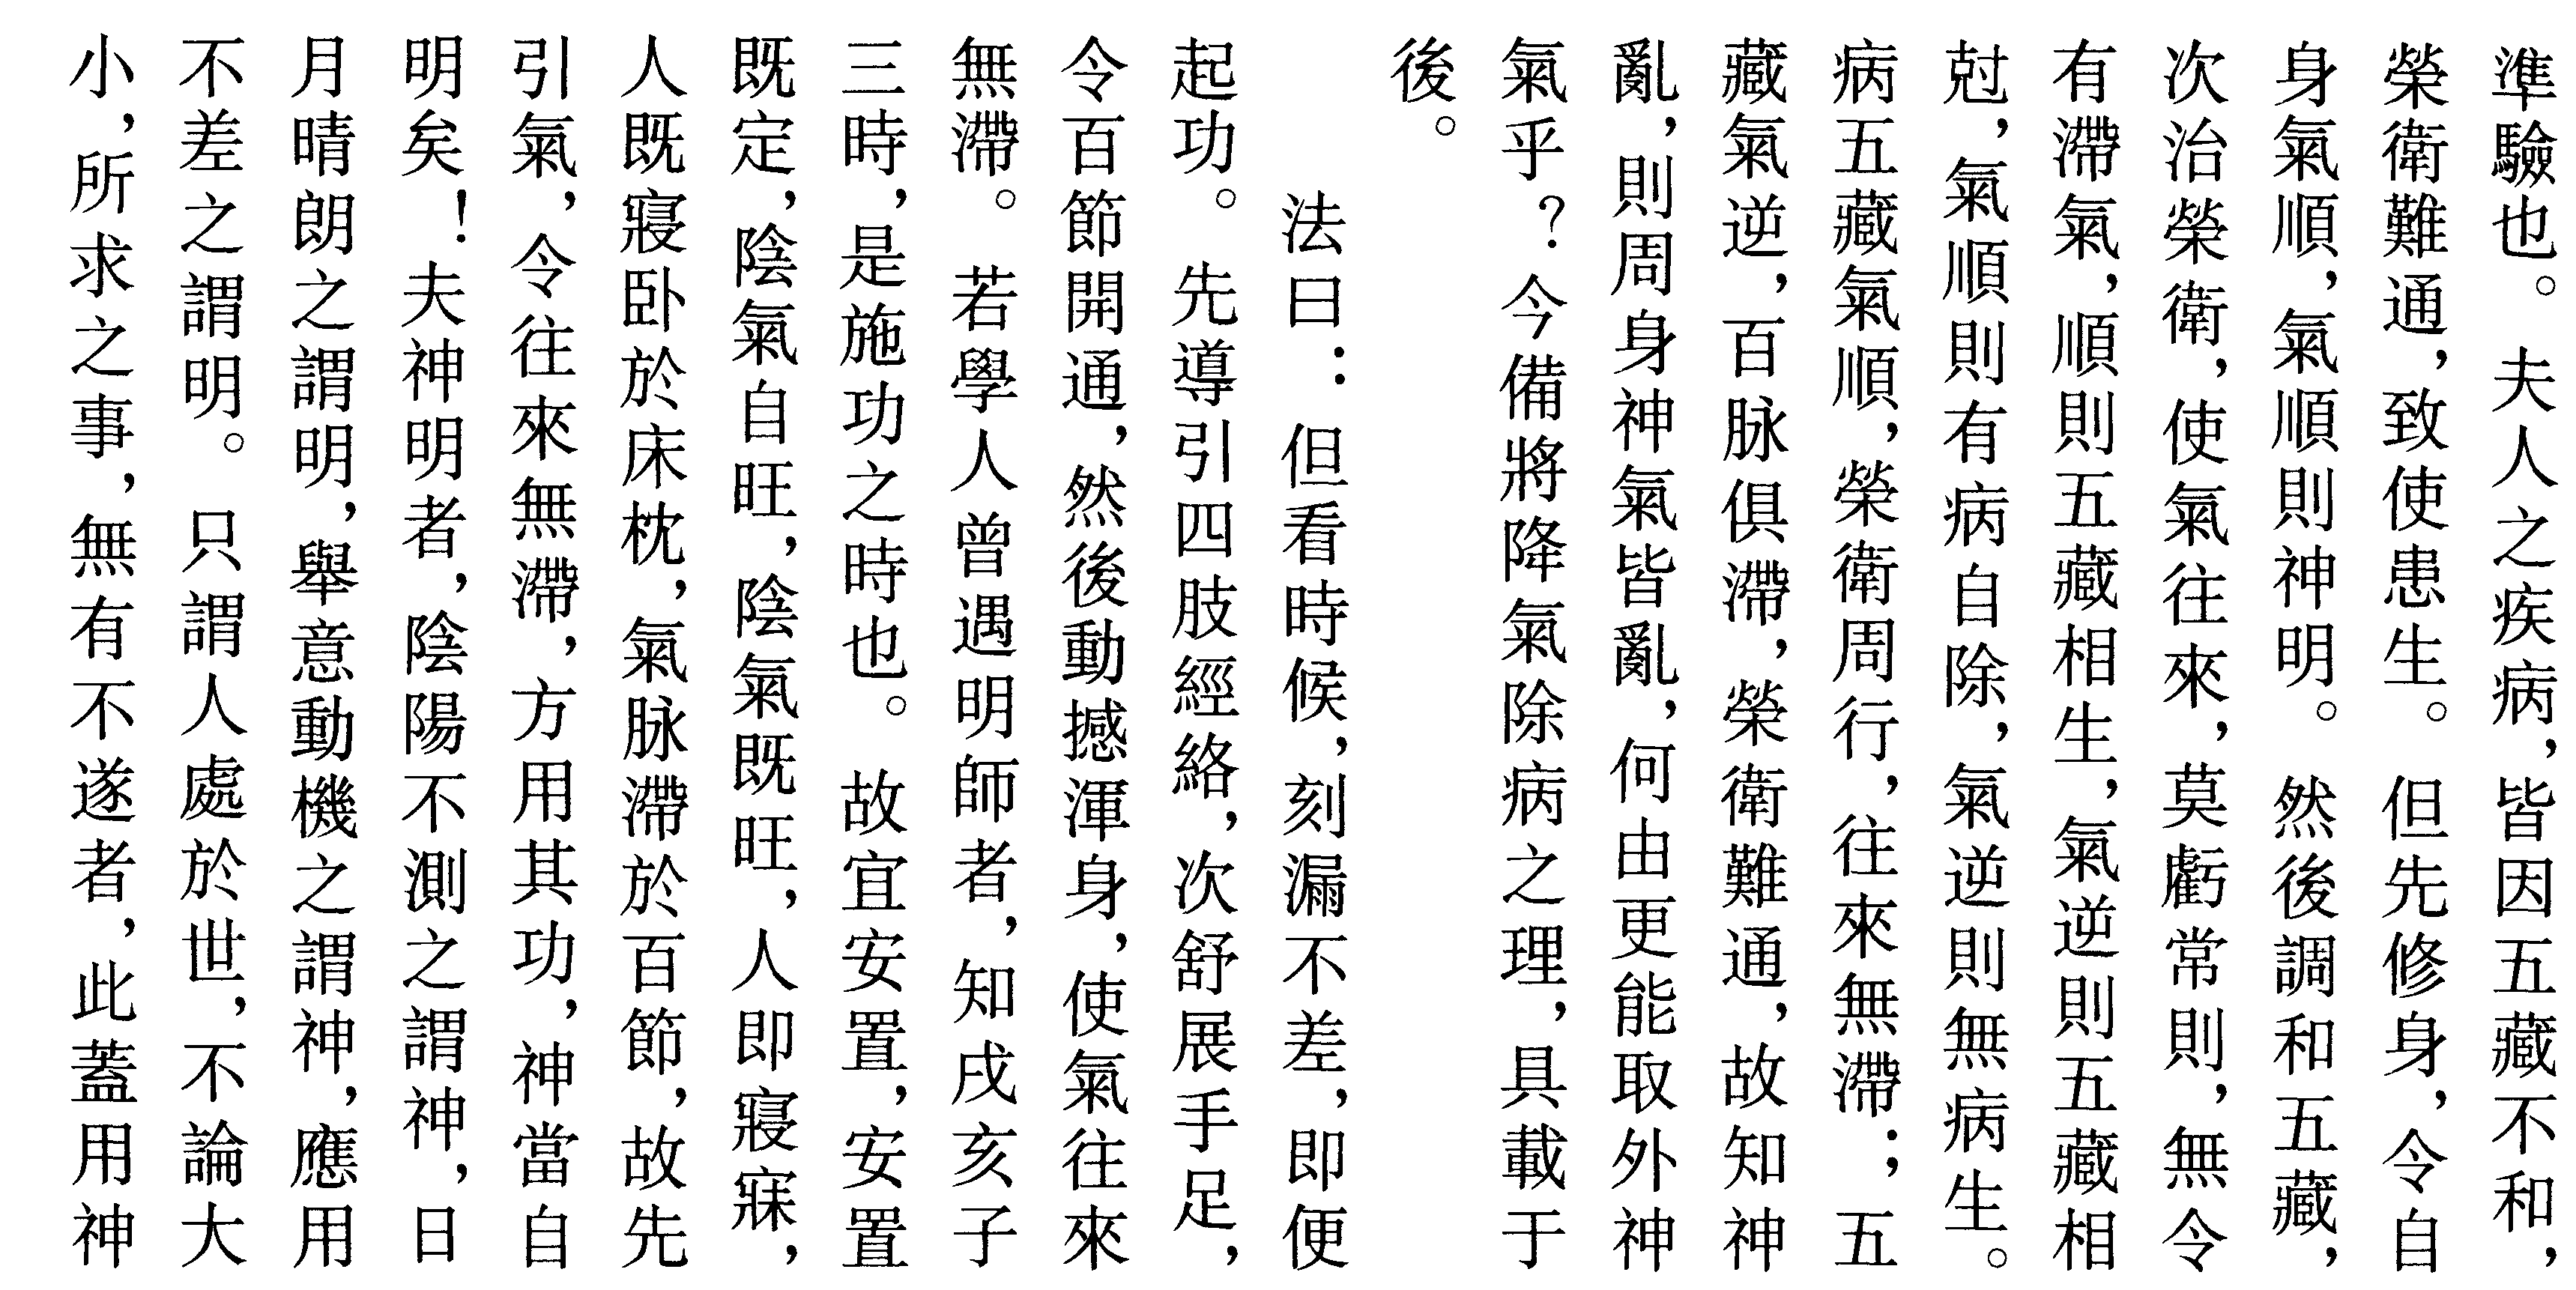 準驗也。夫人之疾病，皆因五藏不和，
榮衛難通，致使患生。但先修身，令自
身氣順，氣順則神明。然後調和五藏，
次治榮衛，使氣往來，莫虧常則，無令
有滯氣，順則五藏相生，氣逆則五藏相
尅，氣順則有病自除，氣逆則無病生。
病五藏氣順，榮衛周行，往來無滯；五
藏氣逆，百脉俱滯，榮衛難通，故知神
亂，則周身神氣皆亂，何由更能取外神
氣乎？今備將降氣除病之理，具載于
後。
法曰：但看時候，刻漏不差，即便
起功。先導引四肢經絡，次舒展手足，
令百節開通，然後動撼渾身，使氣往來
無滯。若學人曾遇明師者，知戌亥子
三時，是施功之時也。故宜安置，安置
既定，陰氣自旺，陰氣既旺，人即寢寐，
人既寢卧於床枕，氣脉滯於百節，故先
引氣，令往來無滯，方用其功，神當自
明矣！夫神明者，陰陽不測之謂神，日
月晴朗之謂明，舉意動機之謂神，應用
不差之謂明。只謂人處於世，不論大
小，所求之事，無有不遂者，此蓋用神